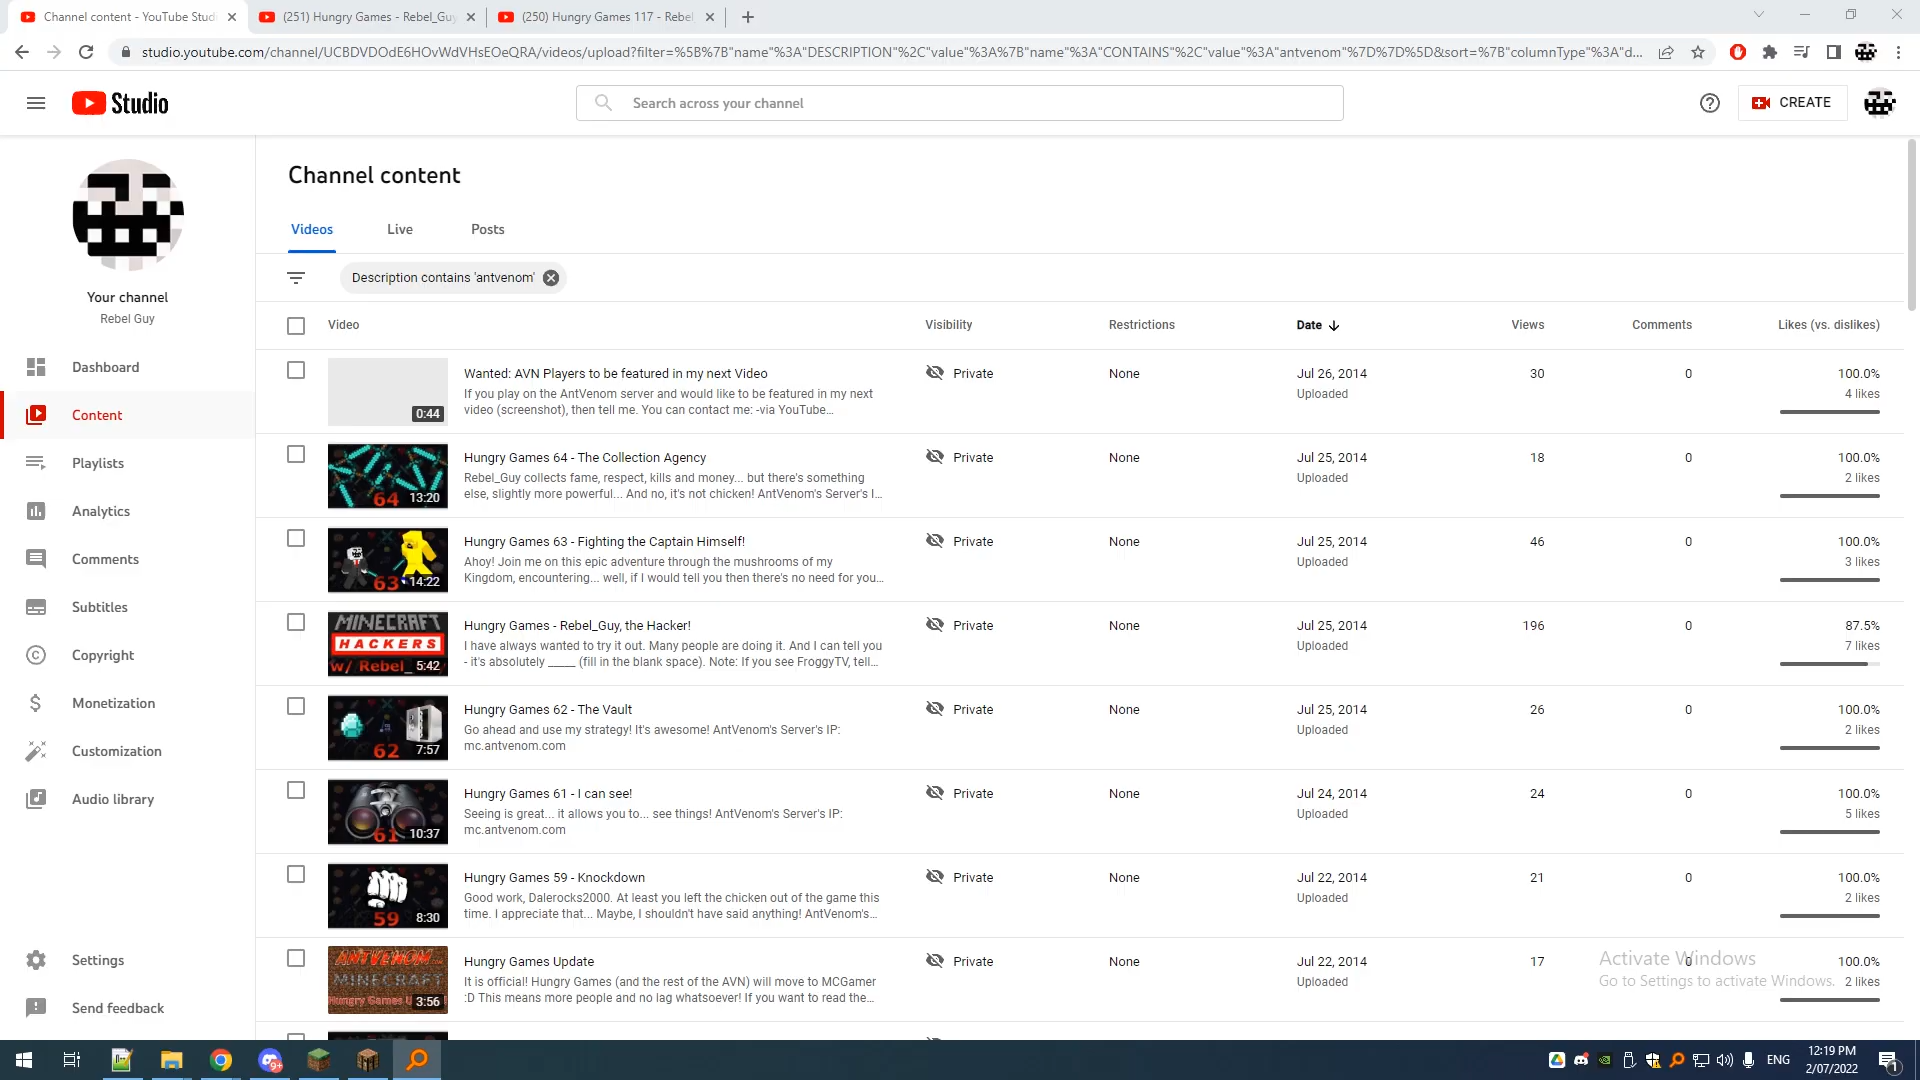 Channel content - YouTube Studi
(251) Hungry Games - Rebel_Guy
(250) Hungry Games 117 - Rebel
studio.youtube.com/channel/UCBDVDOdE6HOvWdVHsEOeQRA/videos/upload?filter=%5B%7B"name"%3A"DESCRIPTION"%2C"value"%3A%7B"name"%3A"CONTAINS"%2C"value"%3A"antvenom"%7D%7D%5D&sort=%7B"columnType"%3A"d...
Studio
Search across your channel
CREATE
Your channel
Rebel Guy
Dashboard
Content
Playlists
Analytics
Comments
Subtitles
Copyright
Monetization
Customization
Audio library
Settings
Send feedback
Channel content
Videos Live Posts
Description contains 'antvenom'
Video Visibility Restrictions Date Views Comments Likes (vs. dislikes)
0:44
Wanted: AVN Players to be featured in my next Video
If you play on the AntVenom server and would like to be featured in my next
video (screenshot), then tell me. You can contact me: -via YouTube...
Private None Jul 26, 2014 30 0 100.0%
Uploaded 4 likes
64 13:20
Hungry Games 64 - The Collection Agency
Rebel_Guy collects fame, respect, kills and money... but there's something
else, slightly more powerful... And no, it's not chicken! AntVenom's Server's I...
Private None Jul 25, 2014 18 0 100.0%
Uploaded 2 likes
63 14:22
Hungry Games 63 - Fighting the Captain Himself!
Ahoy! Join me on this epic adventure through the mushrooms of my
Kingdom, encountering... well, if I would tell you then there's no need for you...
Private None Jul 25, 2014 46 0 100.0%
Uploaded 3 likes
MINECRAFT
HACKERS
w/ Rebel_ 5:42
Hungry Games - Rebel_Guy, the Hacker!
I have always wanted to try it out. Many people are doing it. And I can tell you
- it's absolutely _____ (fill in the blank space). Note: If you see FroggyTV, tell...
Private None Jul 25, 2014 196 0 87.5%
Uploaded 7 likes
62 7:57
Hungry Games 62 - The Vault
Go ahead and use my strategy! It's awesome! AntVenom's Server's IP:
mc.antvenom.com
Private None Jul 25, 2014 26 0 100.0%
Uploaded 2 likes
61 10:37
Hungry Games 61 - I can see!
Seeing is great... it allows you to... see things! AntVenom's Server's IP:
mc.antvenom.com
Private None Jul 24, 2014 24 0 100.0%
Uploaded 5 likes
59 8:30
Hungry Games 59 - Knockdown
Good work, Dalerocks2000. At least you left the chicken out of the game this
time. I appreciate that... Maybe, I shouldn't have said anything! AntVenom's...
Private None Jul 22, 2014 21 0 100.0%
Uploaded 2 likes
ANTVENOM
MINECRAFT
Hungry Games U 3:56
Hungry Games Update
It is official! Hungry Games (and the rest of the AVN) will move to MCGamer
:D This means more people and no lag whatsoever! If you want to read the...
Private None Jul 22, 2014 17 0 100.0%
Uploaded 2 likes
Activate Windows
Go to Settings to activate Windows.
9+
ENG
12:19 PM
2/07/2022
1